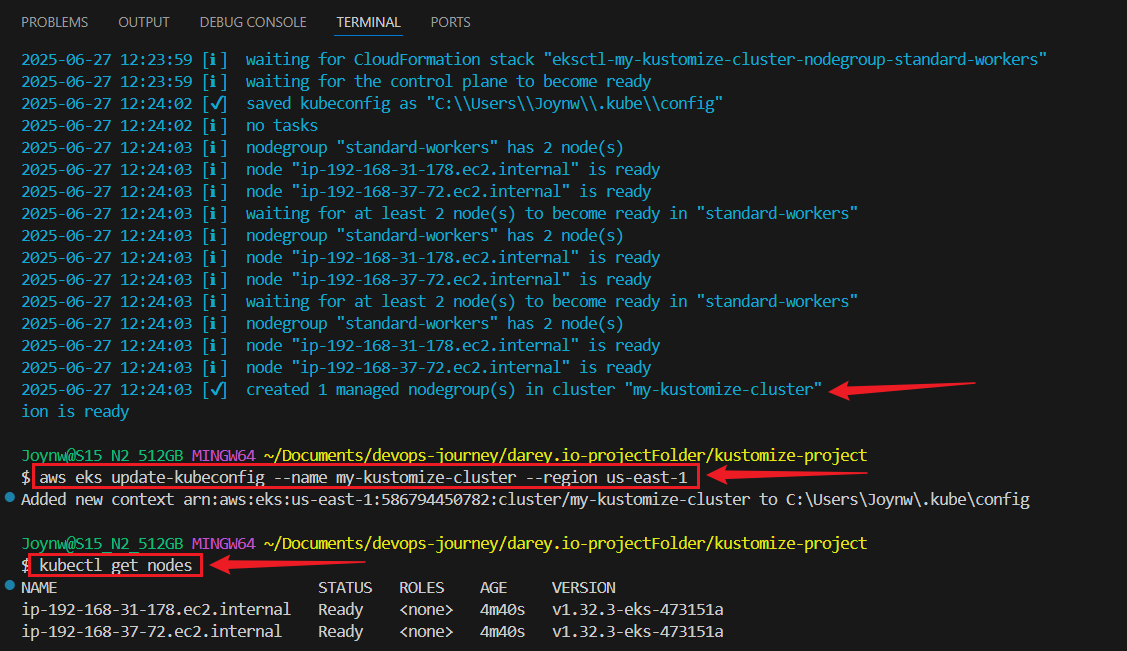 PROBLEMS OUTPUT DEBUG CONSOLE TERMINAL PORTS
2025-06-27 12:23:59 [ℹ]  waiting for CloudFormation stack "eksctl-my-kustomize-cluster-nodegroup-standard-workers"
2025-06-27 12:23:59 [ℹ]  waiting for the control plane to become ready
2025-06-27 12:24:02 [✔]  saved kubeconfig as "C:\\Users\\Joynw\\.kube\\config"
2025-06-27 12:24:02 [ℹ]  no tasks
2025-06-27 12:24:03 [ℹ]  nodegroup "standard-workers" has 2 node(s)
2025-06-27 12:24:03 [ℹ]  node "ip-192-168-31-178.ec2.internal" is ready
2025-06-27 12:24:03 [ℹ]  node "ip-192-168-37-72.ec2.internal" is ready
2025-06-27 12:24:03 [ℹ]  waiting for at least 2 node(s) to become ready in "standard-workers"
2025-06-27 12:24:03 [ℹ]  nodegroup "standard-workers" has 2 node(s)
2025-06-27 12:24:03 [ℹ]  node "ip-192-168-31-178.ec2.internal" is ready
2025-06-27 12:24:03 [ℹ]  node "ip-192-168-37-72.ec2.internal" is ready
2025-06-27 12:24:03 [ℹ]  waiting for at least 2 node(s) to become ready in "standard-workers"
2025-06-27 12:24:03 [ℹ]  nodegroup "standard-workers" has 2 node(s)
2025-06-27 12:24:03 [ℹ]  node "ip-192-168-31-178.ec2.internal" is ready
2025-06-27 12:24:03 [ℹ]  node "ip-192-168-37-72.ec2.internal" is ready
2025-06-27 12:24:03 [✔]  created 1 managed nodegroup(s) in cluster "my-kustomize-cluster"
ion is ready
Joynw@S15_N2_512GB MINGW64 ~/Documents/devops-journey/darey.io-projectFolder/kustomize-project
$ aws eks update-kubeconfig --name my-kustomize-cluster --region us-east-1
Added new context arn:aws:eks:us-east-1:586794450782:cluster/my-kustomize-cluster to C:\Users\Joynw\.kube\config
Joynw@S15_N2_512GB MINGW64 ~/Documents/devops-journey/darey.io-projectFolder/kustomize-project
$ kubectl get nodes
NAME STATUS ROLES AGE VERSION
ip-192-168-31-178.ec2.internal Ready <none> 4m40s v1.32.3-eks-473151a
ip-192-168-37-72.ec2.internal Ready <none> 4m40s v1.32.3-eks-473151a